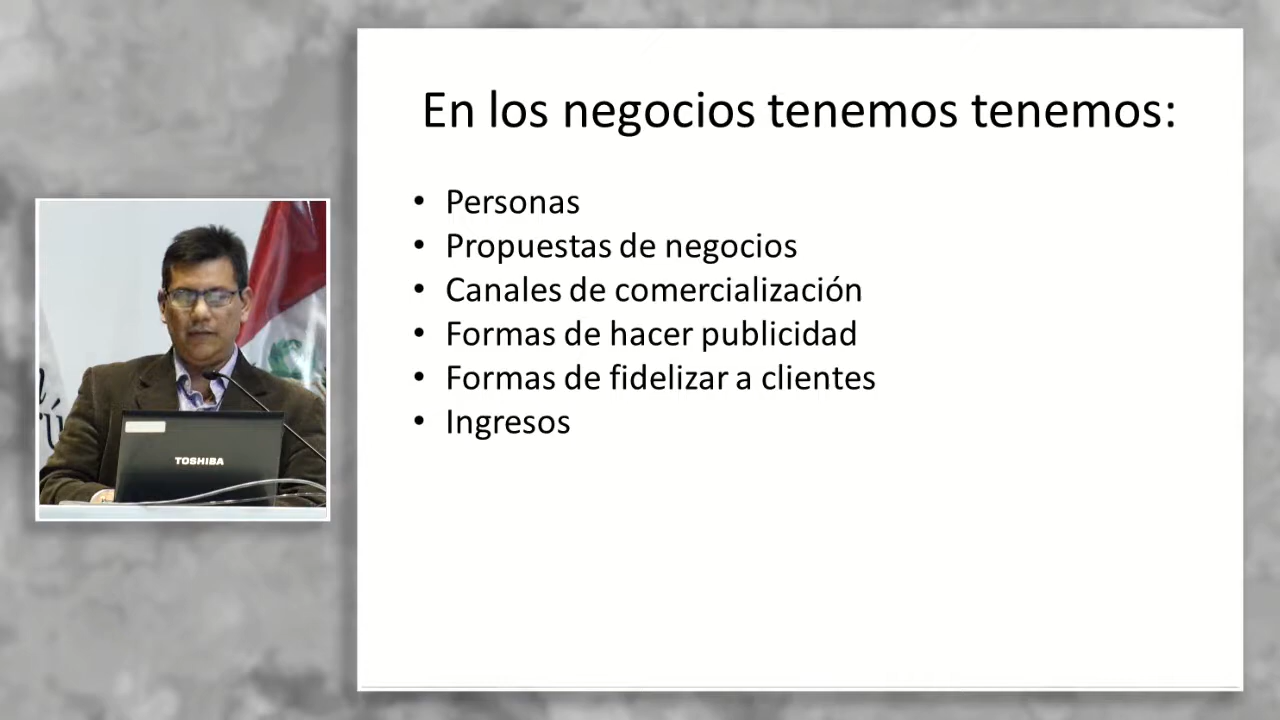 En los negocios tenemos tenemos:
• Personas
• Propuestas de negocios
• Canales de comercialización
• Formas de hacer publicidad
• Formas de fidelizar a clientes
• Ingresos
TOSHIBA